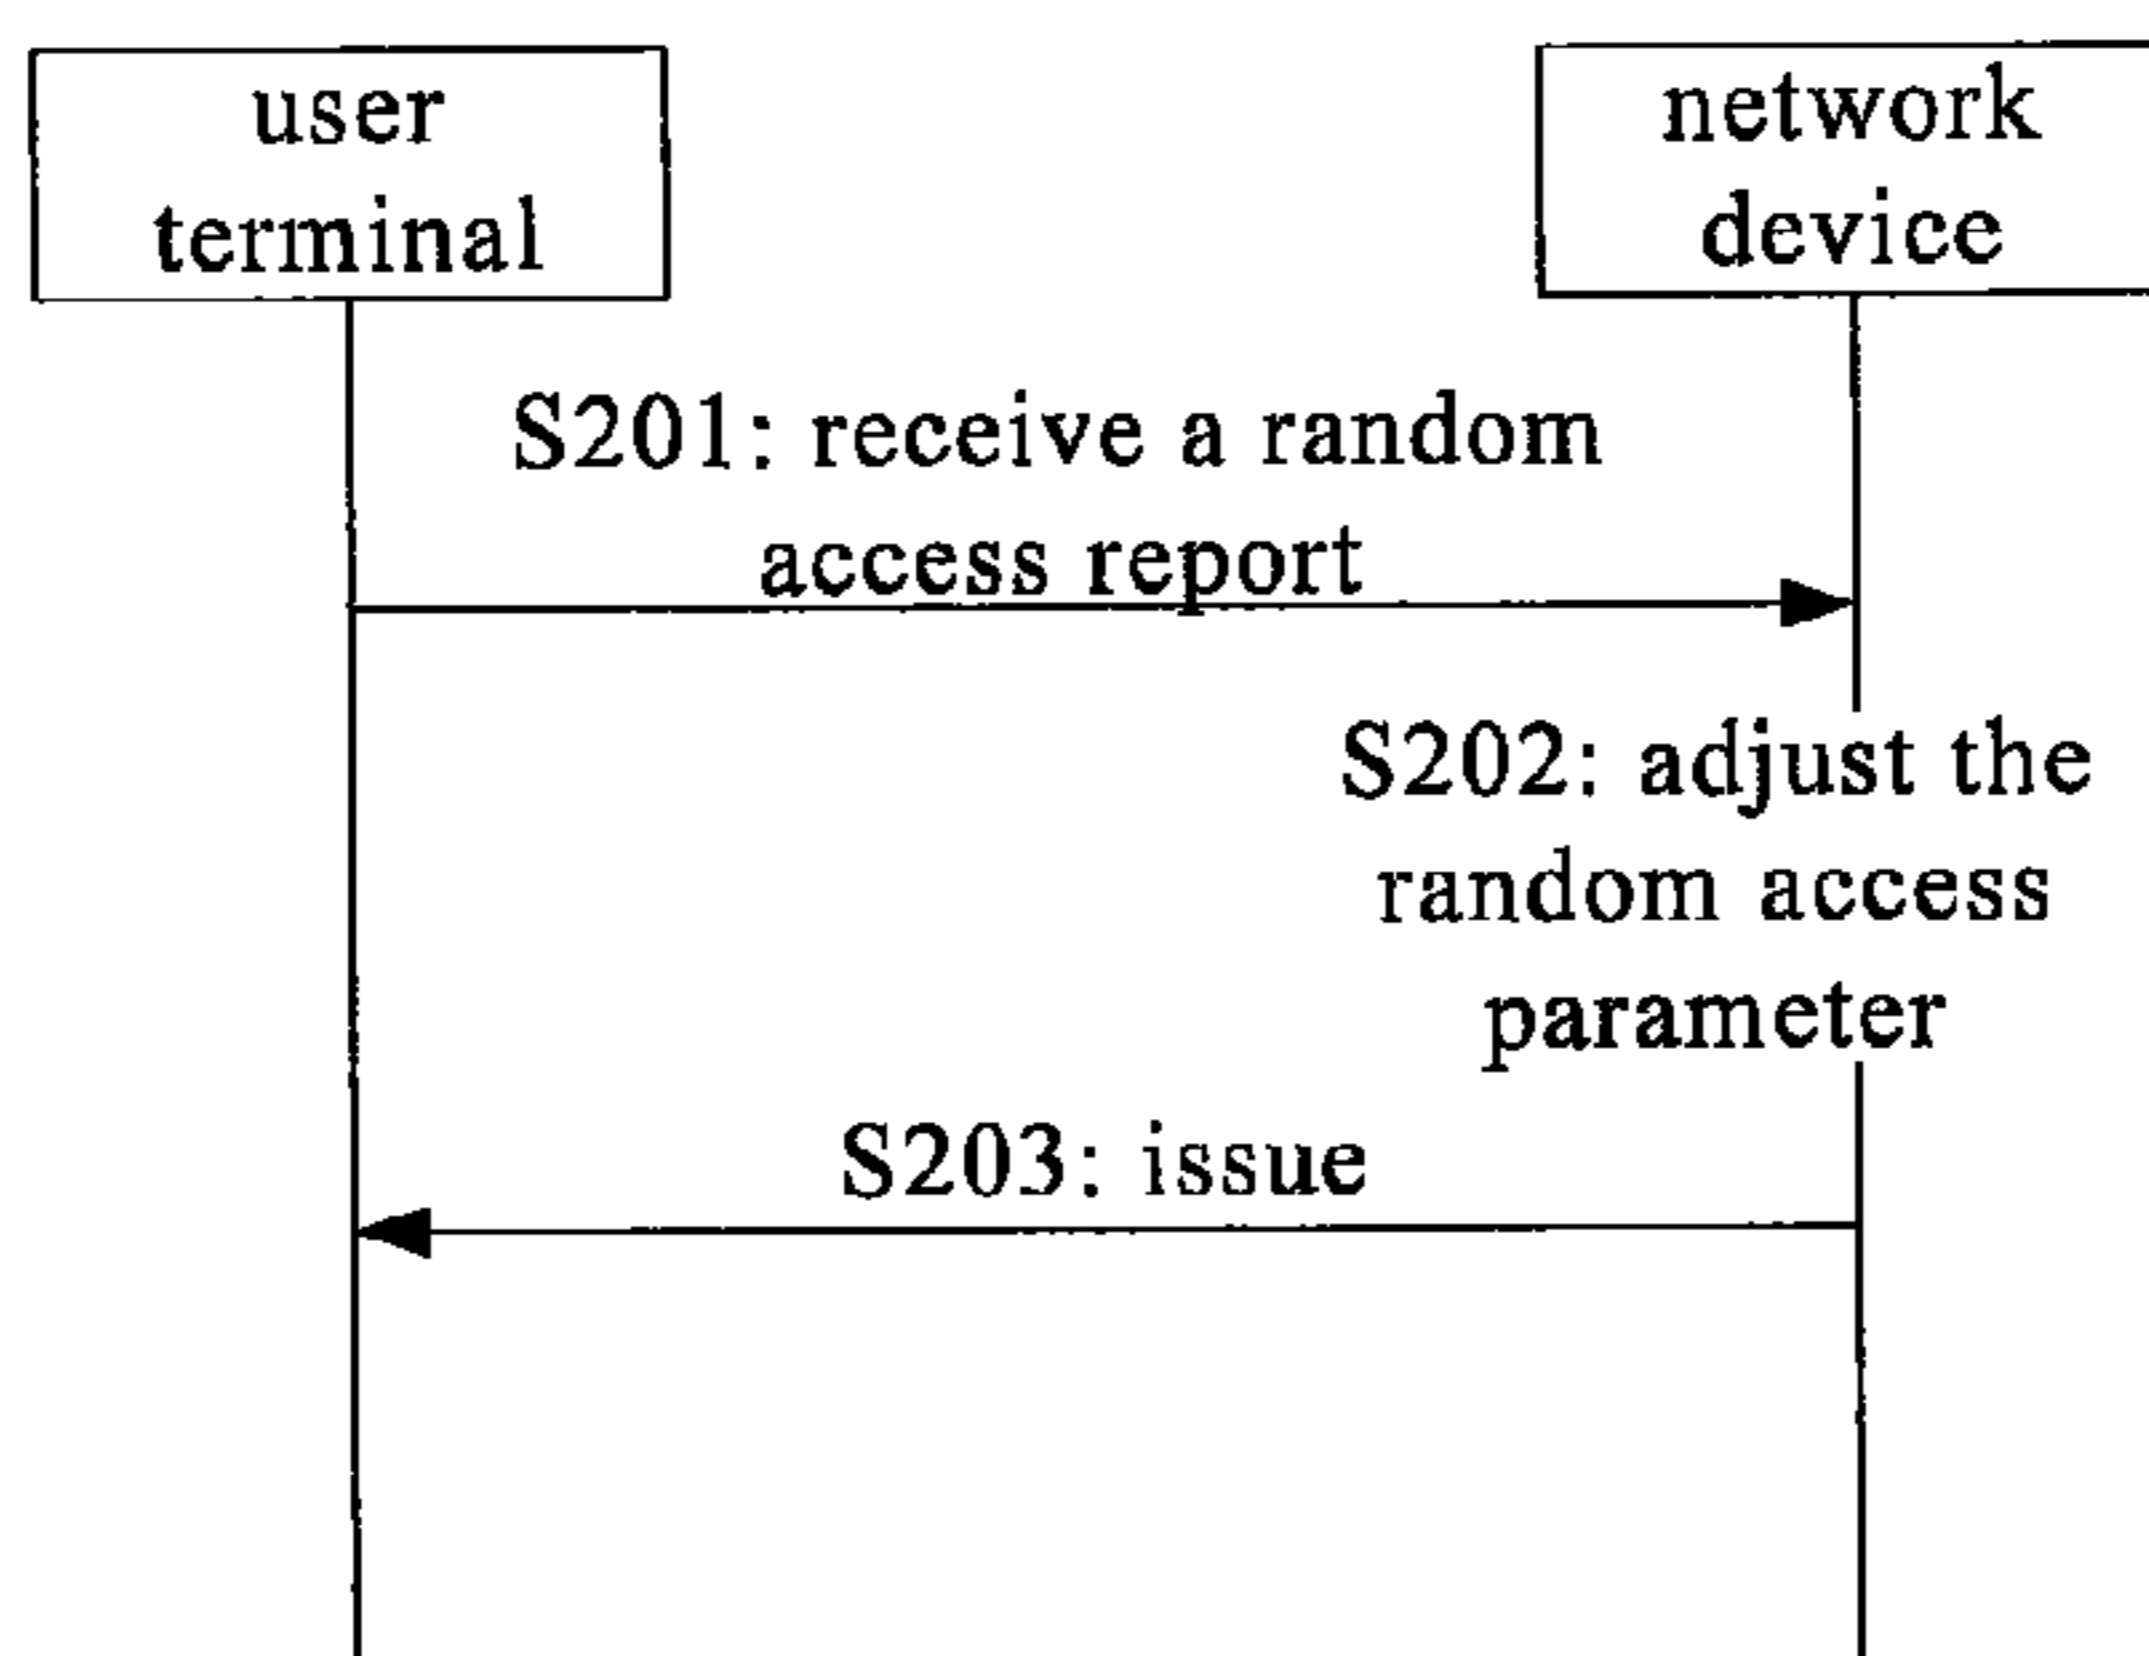 user
terminal
network
device
S201: receive a random
access report
S202: adjust the
random access
parameter
S203: issue